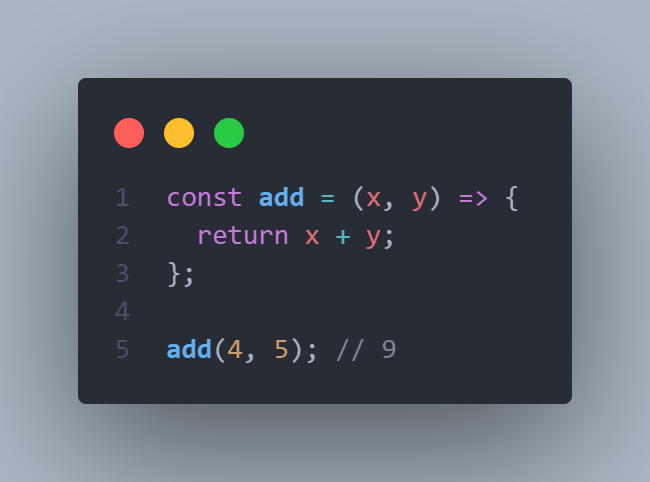 1 const add = (x, y) => {
2   return x + y;
3 };
4
5 add(4, 5); // 9